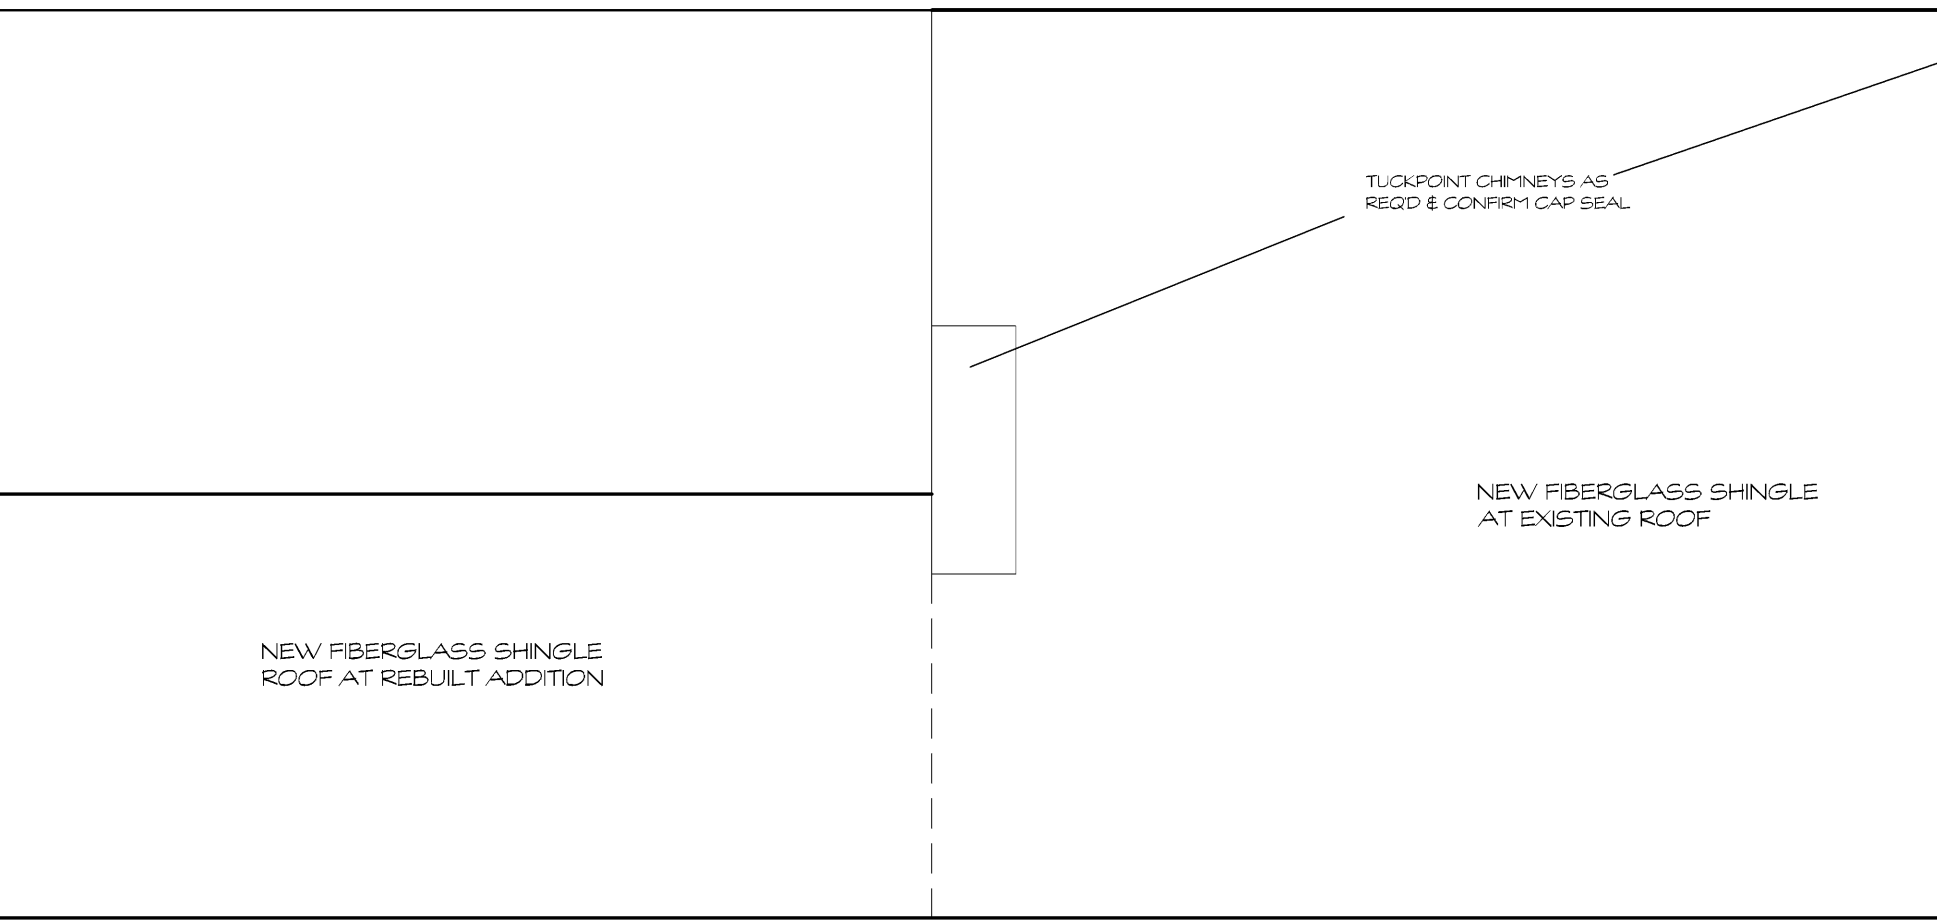 TUCKPOINT CHIMNEYS AS
REQ'D & CONFIRM CAP SEAL
NEW FIBERGLASS SHINGLE
AT EXISTING ROOF
NEW FIBERGLASS SHINGLE
ROOF AT REBUILT ADDITION